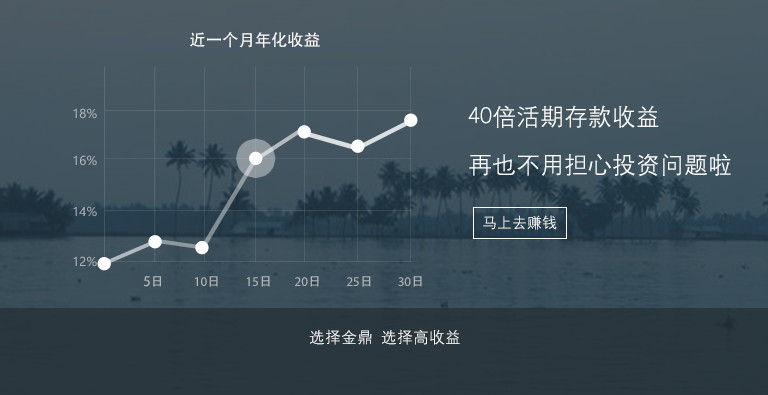 近一个月年化收益
18%
16%
14%
12%
5日 10日 15日 20日 25日 30日
40倍活期存款收益
再也不用担心投资问题啦
马上去赚钱
选择金鼎 选择高收益